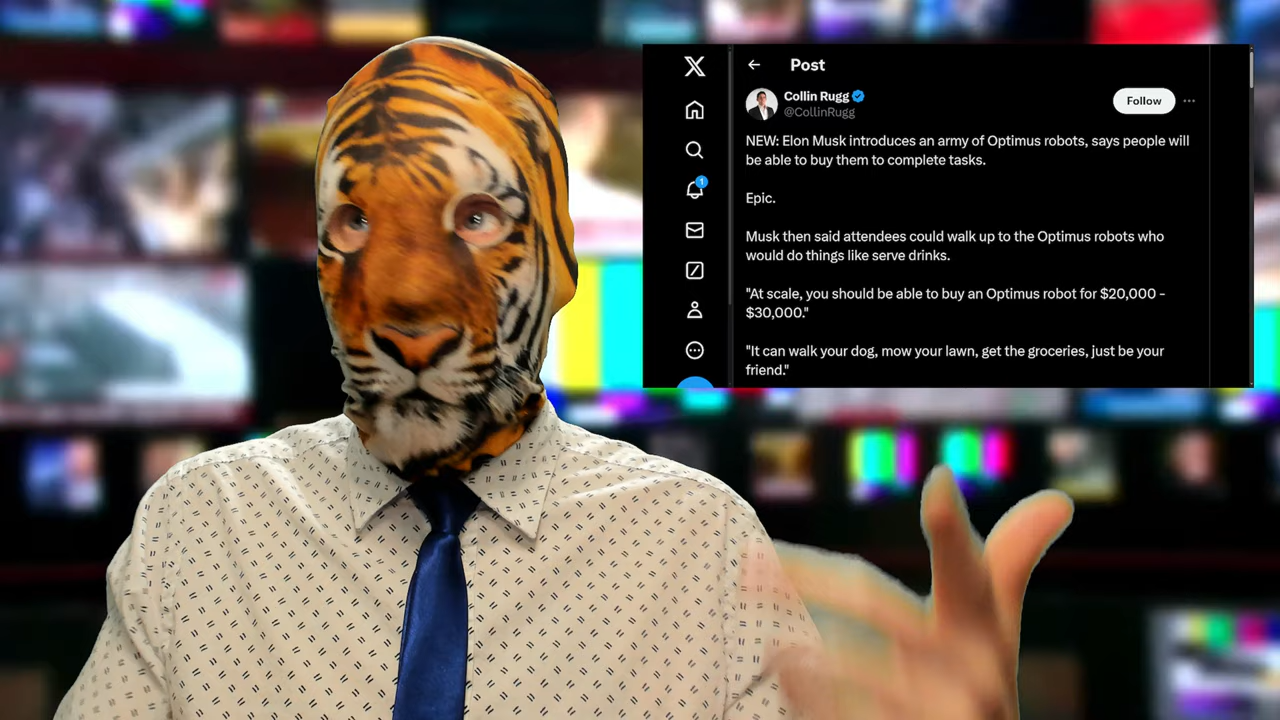 Post
Collin Rugg
@CollinRugg
Follow
NEW: Elon Musk introduces an army of Optimus robots, says people will
be able to buy them to complete tasks.
Epic.
Musk then said attendees could walk up to the Optimus robots who
would do things like serve drinks.
"At scale, you should be able to buy an Optimus robot for $20,000 -
$30,000."
"It can walk your dog, mow your lawn, get the groceries, just be your
friend."
1